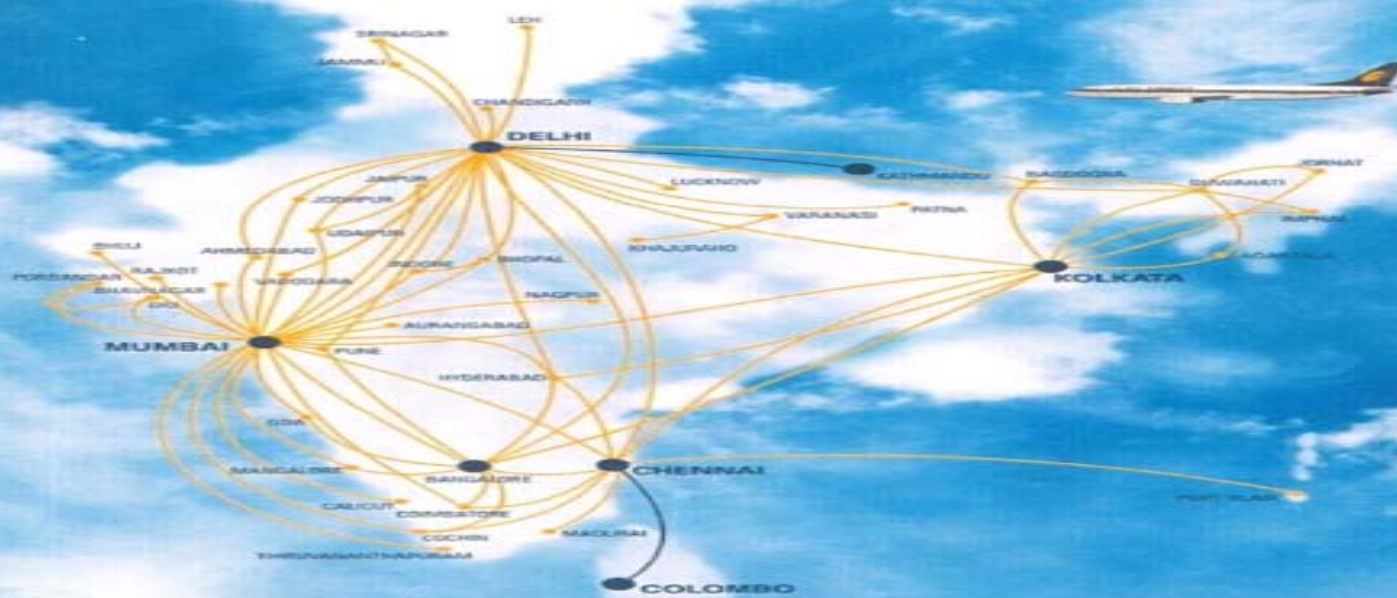 LEH
SRINAGAR
JAMMU
CHANDIGARH
DELHI
KATHMANDU
BAGDOGRA
JORHAT
GUWAHATI
IMPHAL
JAIPUR
LUCKNOW
JODHPUR
VARANASI
PATNA
UDAIPUR
KHAJURAHO
BHUJ
AHMEDABAD
AGARTALA
BHOPAL
INDORE
PORBANDAR
RAJKOT
VADODARA
KOLKATA
BHAVNAGAR
DIU
NAGPUR
AURANGABAD
MUMBAI
PUNE
HYDERABAD
GOA
MANGALORE
BANGALORE
CHENNAI
PORT BLAIR
CALICUT
COIMBATORE
COCHIN
MADURAI
THIRUVANANTHAPURAM
COLOMBO